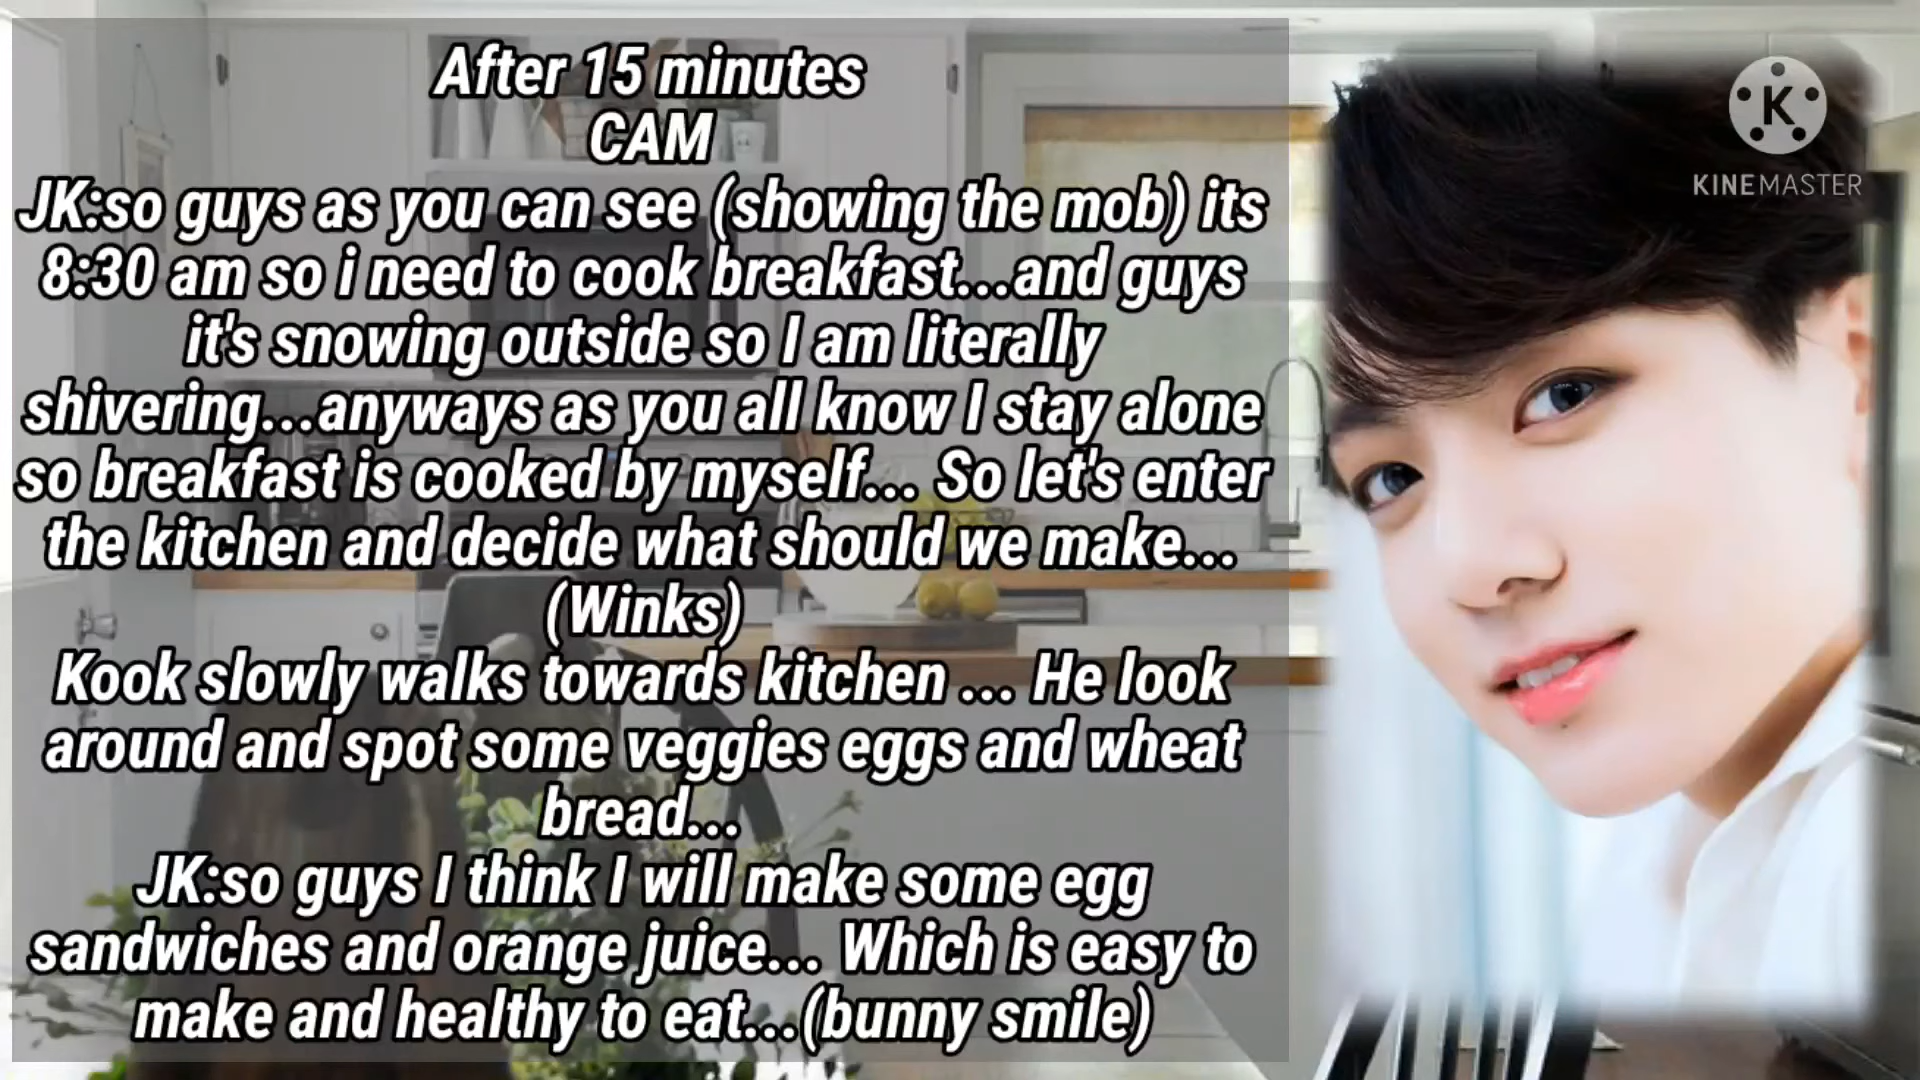 After 15 minutes
CAM
JK:so guys as you can see (showing the mob) its
8:30 am so i need to cook breakfast...and guys
it's snowing outside so I am literally
shivering...anyways as you all know I stay alone
so breakfast is cooked by myself... So let's enter
the kitchen and decide what should we make...
(Winks)
Kook slowly walks towards kitchen ... He look
around and spot some veggies eggs and wheat
bread...
JK:so guys I think I will make some egg
sandwiches and orange juice... Which is easy to
make and healthy to eat...(bunny smile)
K
KINEMASTER